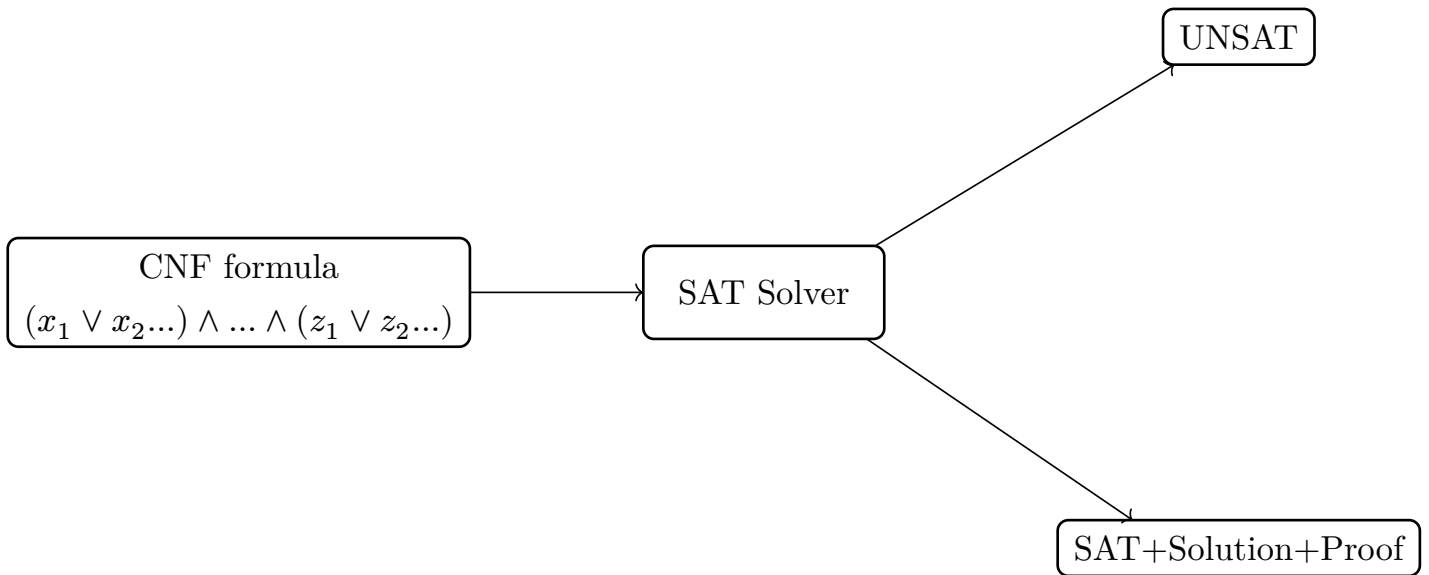 UNSAT
CNF formula
(x₁ ∨ x₂...) ∧ ... ∧ (z₁ ∨ z₂...)
SAT Solver
SAT+Solution+Proof